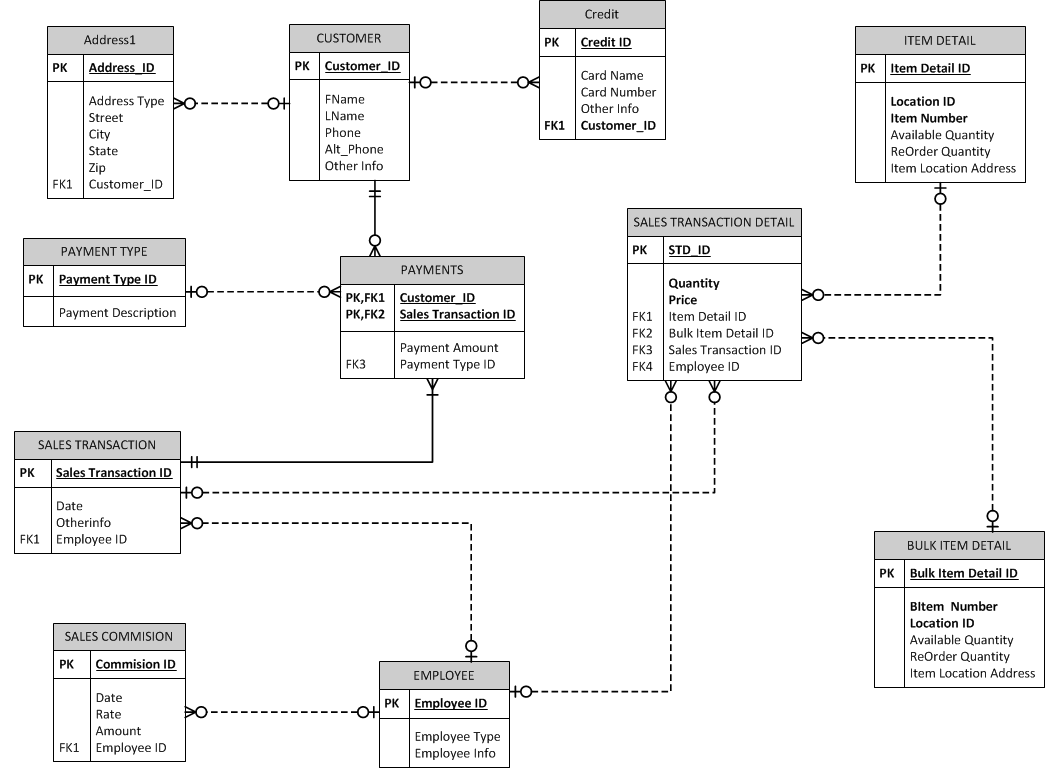 Address1
PK Address_ID
Address Type
Street
City
State
Zip
FK1 Customer_ID
CUSTOMER
PK Customer_ID
FName
LName
Phone
Alt_Phone
Other Info
Credit
PK Credit ID
Card Name
Card Number
Other Info
FK1 Customer_ID
ITEM DETAIL
PK Item Detail ID
Location ID
Item Number
Available Quantity
ReOrder Quantity
Item Location Address
PAYMENT TYPE
PK Payment Type ID
Payment Description
PAYMENTS
PK,FK1 Customer_ID
PK,FK2 Sales Transaction ID
Payment Amount
FK3 Payment Type ID
SALES TRANSACTION DETAIL
PK STD_ID
Quantity
Price
FK1 Item Detail ID
FK2 Bulk Item Detail ID
FK3 Sales Transaction ID
FK4 Employee ID
SALES TRANSACTION
PK Sales Transaction ID
Date
Otherinfo
FK1 Employee ID
BULK ITEM DETAIL
PK Bulk Item Detail ID
BItem Number
Location ID
Available Quantity
ReOrder Quantity
Item Location Address
SALES COMMISION
PK Commision ID
Date
Rate
Amount
FK1 Employee ID
EMPLOYEE
PK Employee ID
Employee Type
Employee Info